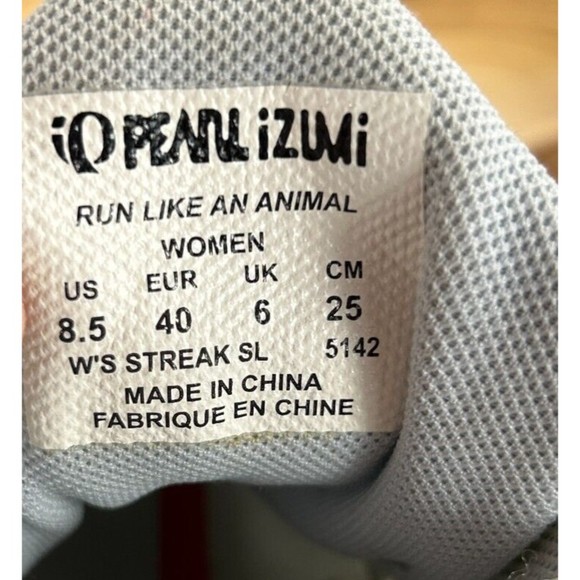 PEARL iZUMi
RUN LIKE AN ANIMAL
WOMEN
US EUR UK CM
8.5 40 6 25
W'S STREAK SL 5142
MADE IN CHINA
FABRIQUE EN CHINE